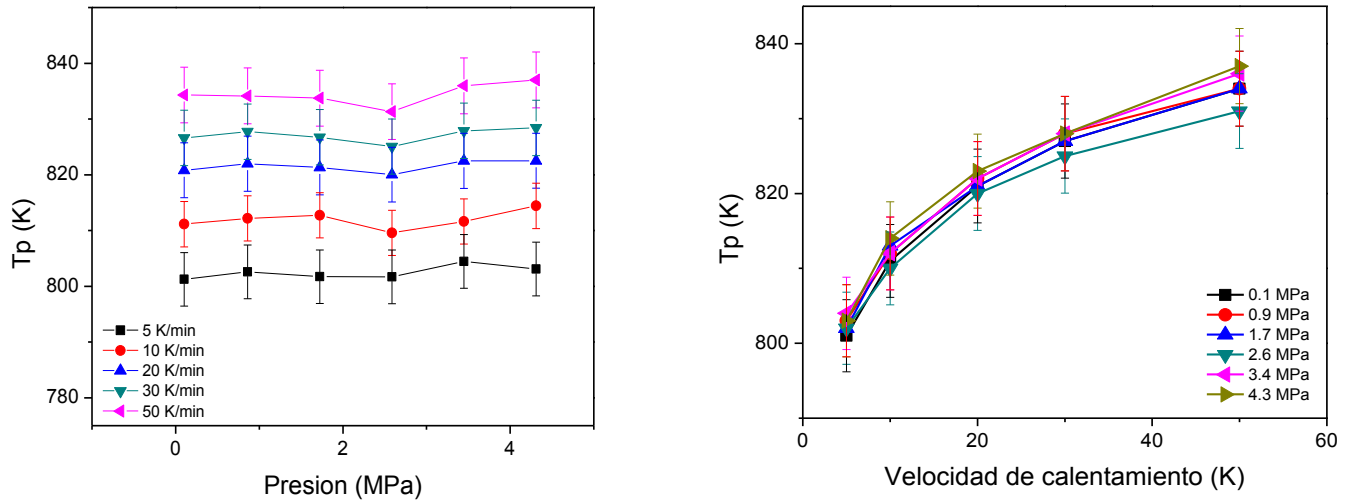 840
820
800
780
Tp (K)
5 K/min
10 K/min
20 K/min
30 K/min
50 K/min
0
2
4
Presion (MPa)
840
820
800
Tp (K)
0.1 MPa
0.9 MPa
1.7 MPa
2.6 MPa
3.4 MPa
4.3 MPa
0
20
40
60
Velocidad de calentamiento (K)